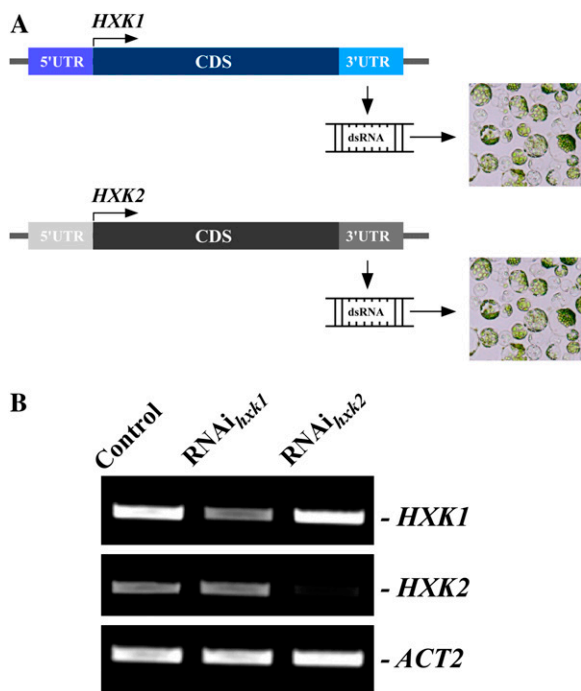 A
HXK1
5'UTR CDS 3'UTR
dsRNA
HXK2
5'UTR CDS 3'UTR
dsRNA
B
Control RNAihxk1 RNAihxk2
- HXK1
- HXK2
- ACT2